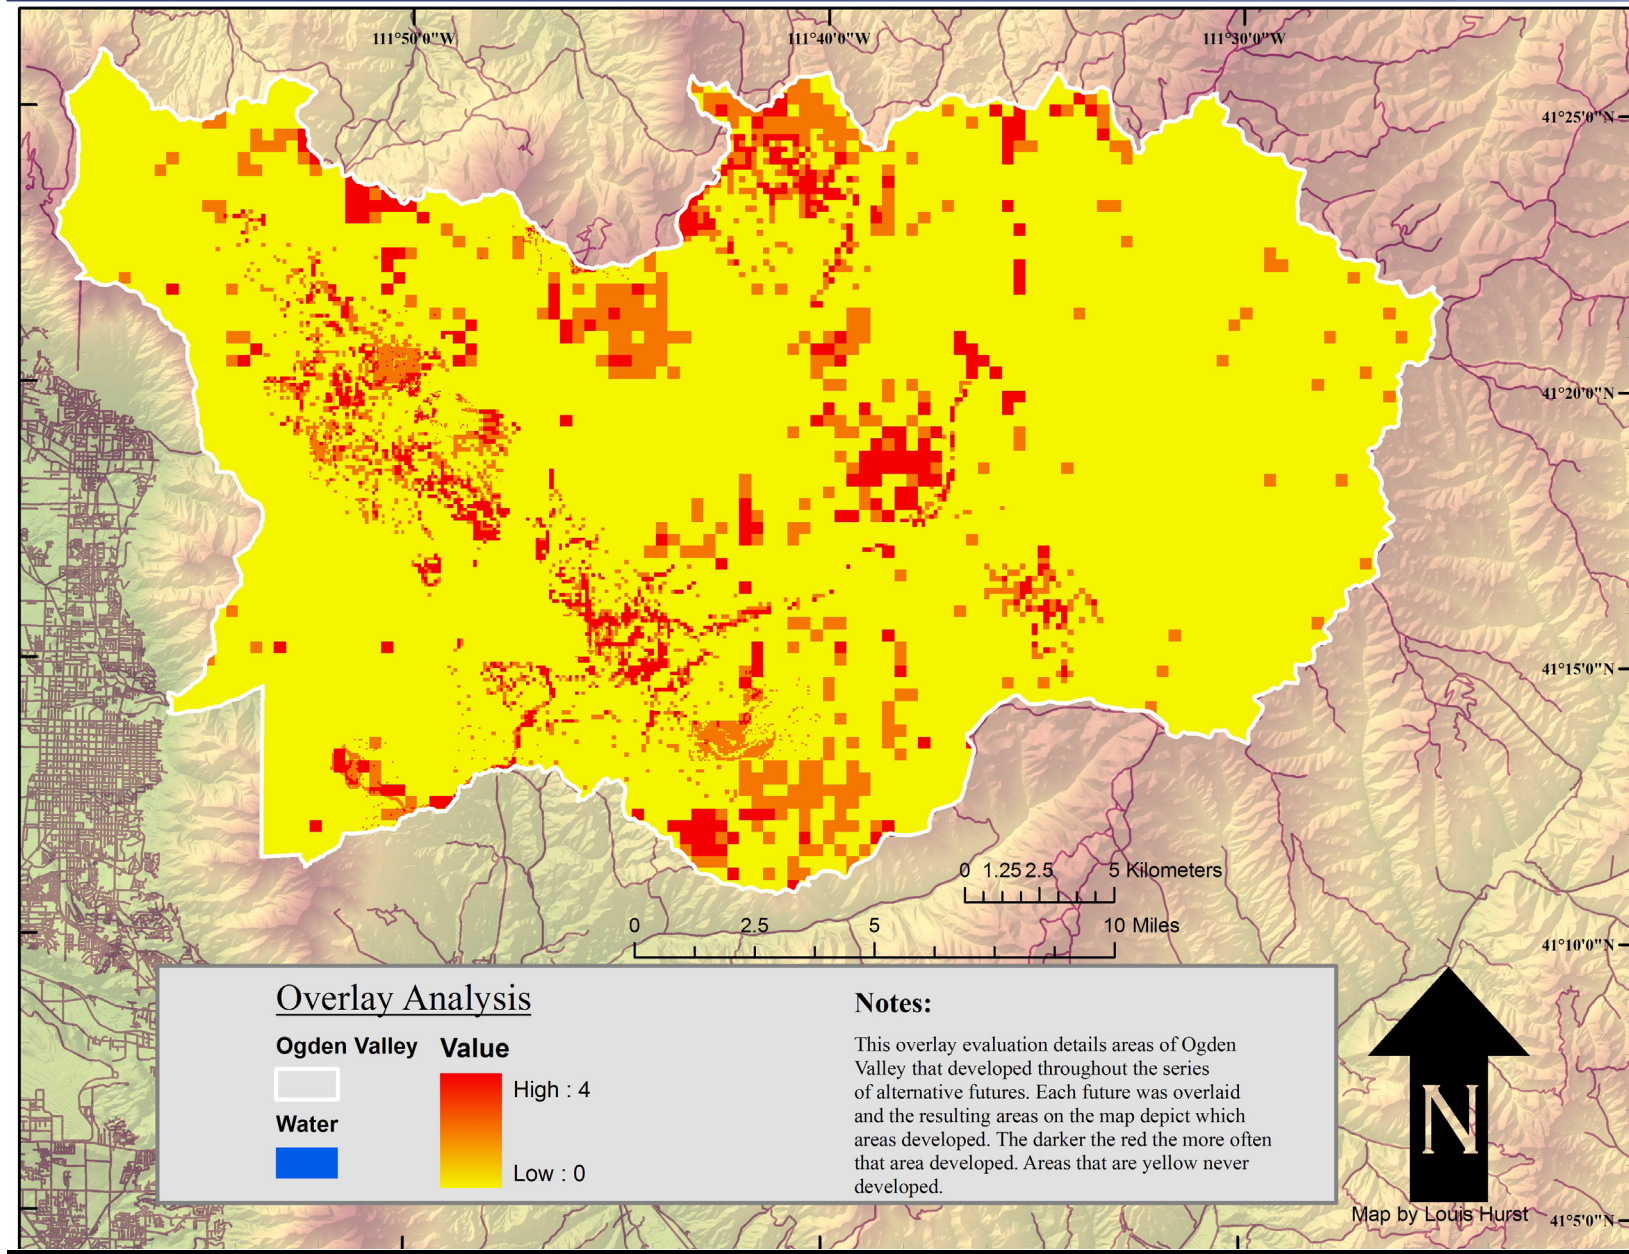 111°50'0"W
111°40'0"W
111°30'0"W
41°25'0"N
41°20'0"N
41°15'0"N
0 1.25 2.5 5 Kilometers
0 2.5 5 10 Miles
41°10'0"N
Overlay Analysis
Ogden Valley
Water
Value
High : 4
Low : 0
Notes:
This overlay evaluation details areas of Ogden
Valley that developed throughout the series
of alternative futures. Each future was overlaid
and the resulting areas on the map depict which
areas developed. The darker the red the more often
that area developed. Areas that are yellow never
developed.
N
Map by Louis Hurst
41°5'0"N